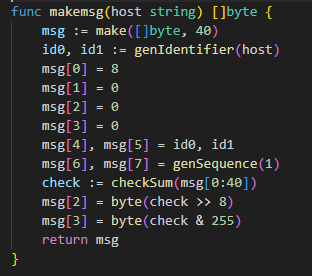 func makemsg(host string) []byte {
    msg := make([]byte, 40)
    id0, id1 := genIdentifier(host)
    msg[0] = 8
    msg[1] = 0
    msg[2] = 0
    msg[3] = 0
    msg[4], msg[5] = id0, id1
    msg[6], msg[7] = genSequence(1)
    check := checkSum(msg[0:40])
    msg[2] = byte(check >> 8)
    msg[3] = byte(check & 255)
    return msg
}